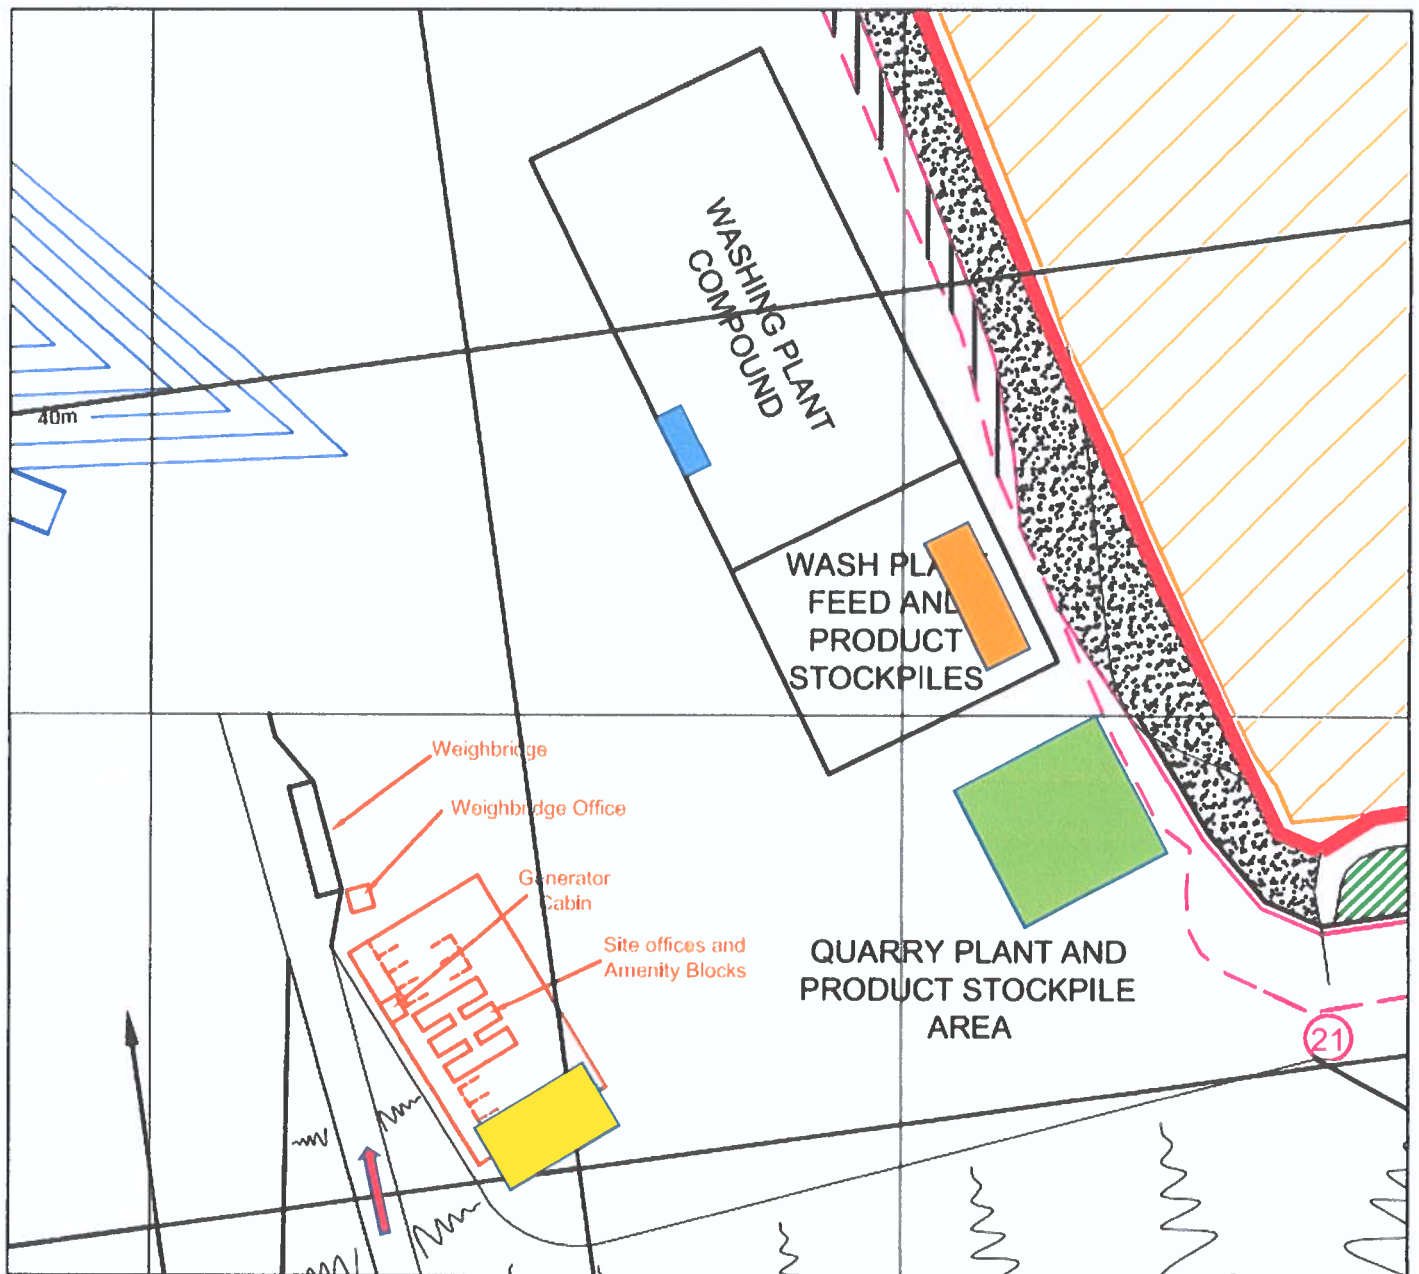 WASHING PLANT
COMPOUND
40m
WASH PLANT
FEED AND
PRODUCT
STOCKPILES
Weighbridge
Weighbridge Office
Generator
Cabin
Site offices and
Amenity Blocks
QUARRY PLANT AND
PRODUCT STOCKPILE
AREA
21